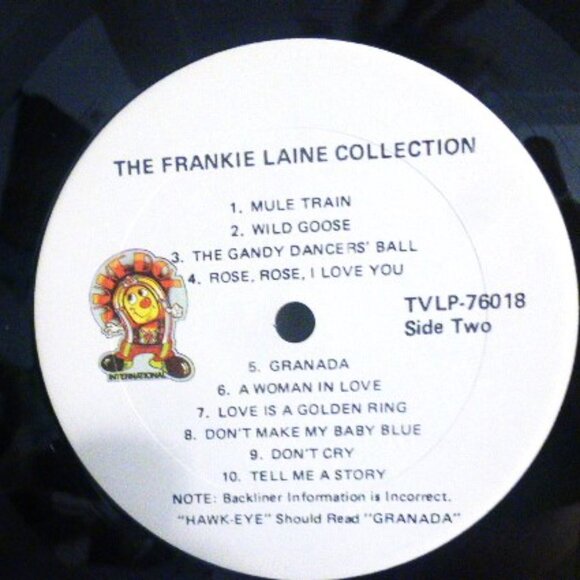 THE FRANKIE LAINE COLLECTION
1. MULE TRAIN
2. WILD GOOSE
3. THE GANDY DANCERS' BALL
4. ROSE, ROSE, I LOVE YOU
JUKE BOX
INTERNATIONAL
TVLP-76018
Side Two
5. GRANADA
6. A WOMAN IN LOVE
7. LOVE IS A GOLDEN RING
8. DON'T MAKE MY BABY BLUE
9. DON'T CRY
10. TELL ME A STORY
NOTE: Backliner Information is Incorrect.
"HAWK-EYE" Should Read "GRANADA"